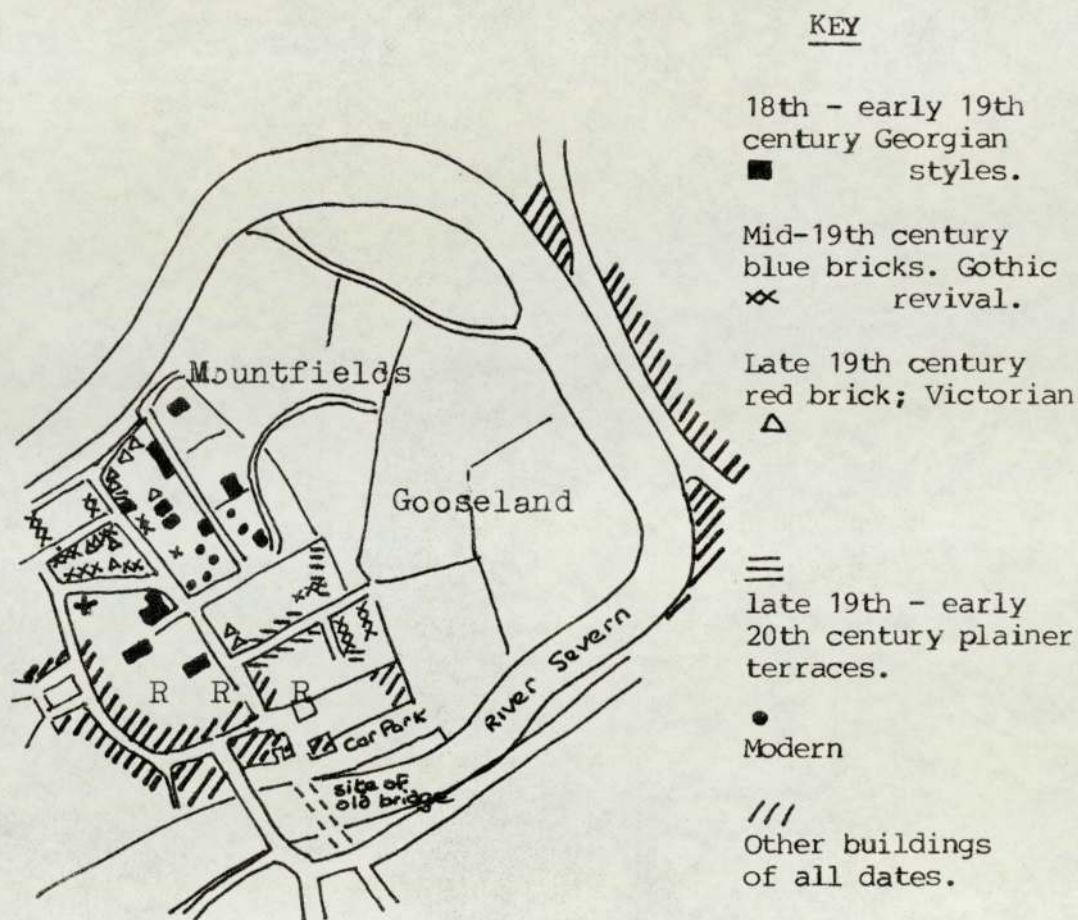 KEY
18th - early 19th
century Georgian
styles.
Mid-19th century
blue bricks. Gothic
revival.
Late 19th century
red brick; Victorian
late 19th - early
20th century plainer
terraces.
Modern
Other buildings
of all dates.
Mountfields
Gooseland
River Severn
R R R
Car Park
site of
old bridge